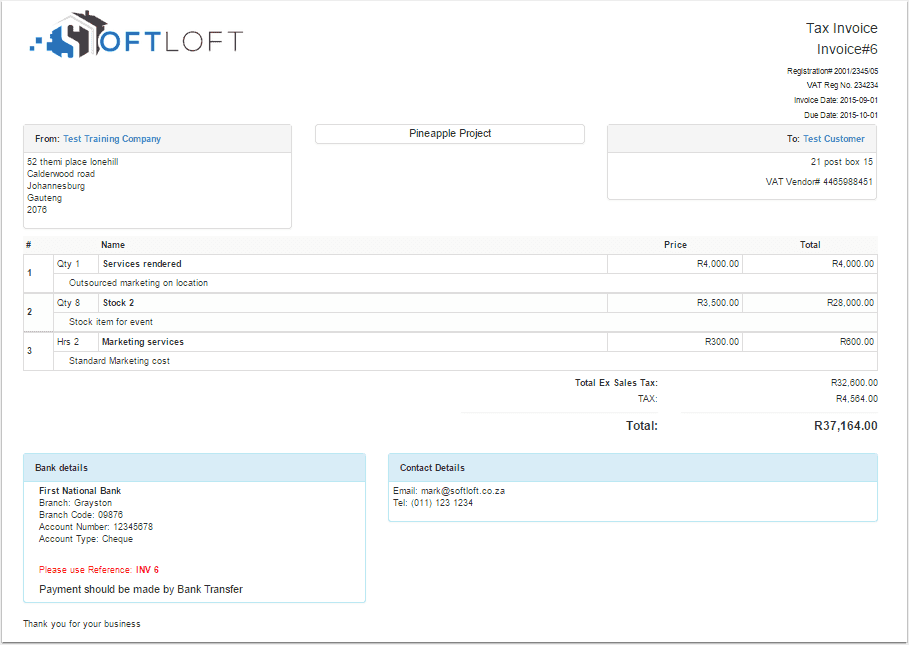 SOFTLOFT
Tax Invoice
Invoice#6
Registration# 2001/2345/05
VAT Reg No. 234234
Invoice Date: 2015-09-01
Due Date: 2015-10-01
From: Test Training Company
52 themi place lonehill
Calderwood road
Johannesburg
Gauteng
2076
Pineapple Project
To: Test Customer
21 post box 15
VAT Vendor# 4465988451
# Name Price Total
1 Qty 1 Services rendered R4,000.00 R4,000.00
Outsourced marketing on location
2 Qty 8 Stock 2 R3,500.00 R28,000.00
Stock item for event
3 Hrs 2 Marketing services R300.00 R600.00
Standard Marketing cost
Total Ex Sales Tax: R32,600.00
TAX: R4,564.00
Total: R37,164.00
Bank details
First National Bank
Branch: Grayston
Branch Code: 09876
Account Number: 12345678
Account Type: Cheque
Please use Reference: INV 6
Payment should be made by Bank Transfer
Contact Details
Email: mark@softloft.co.za
Tel: (011) 123 1234
Thank you for your business